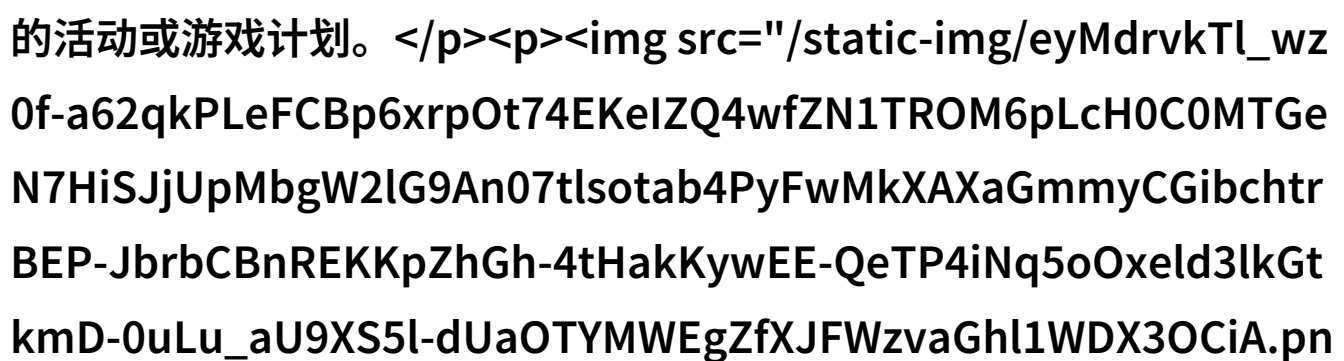 的活动或游戏计划。</p><p><img src="/static-img/eyMdrvkTl_wz
0f-a62qkPLeFCBp6xrpOt74EKeIZQ4wfZN1TROM6pLcH0C0MTGe
N7HiSJjUpMbgW2lG9An07tlsotab4PyFwMkXAXaGmmyCGibchtr
BEP-JbrbCBnREKKpZhGh-4tHakKywEE-QeTP4iNq5oOxeld3lkGt
kmD-0uLu_aU9XS5l-dUaOTYMWEgZfXJFWzvaGhl1WDX3OCiA.pn